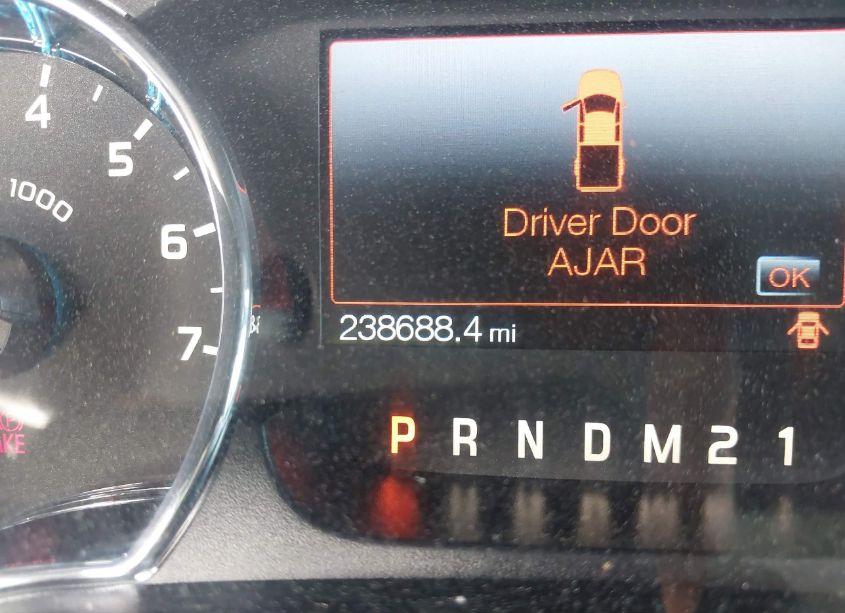 4
5
1000
6
7
Driver Door
AJAR
OK
238688.4 mi
P R N D M 2 1